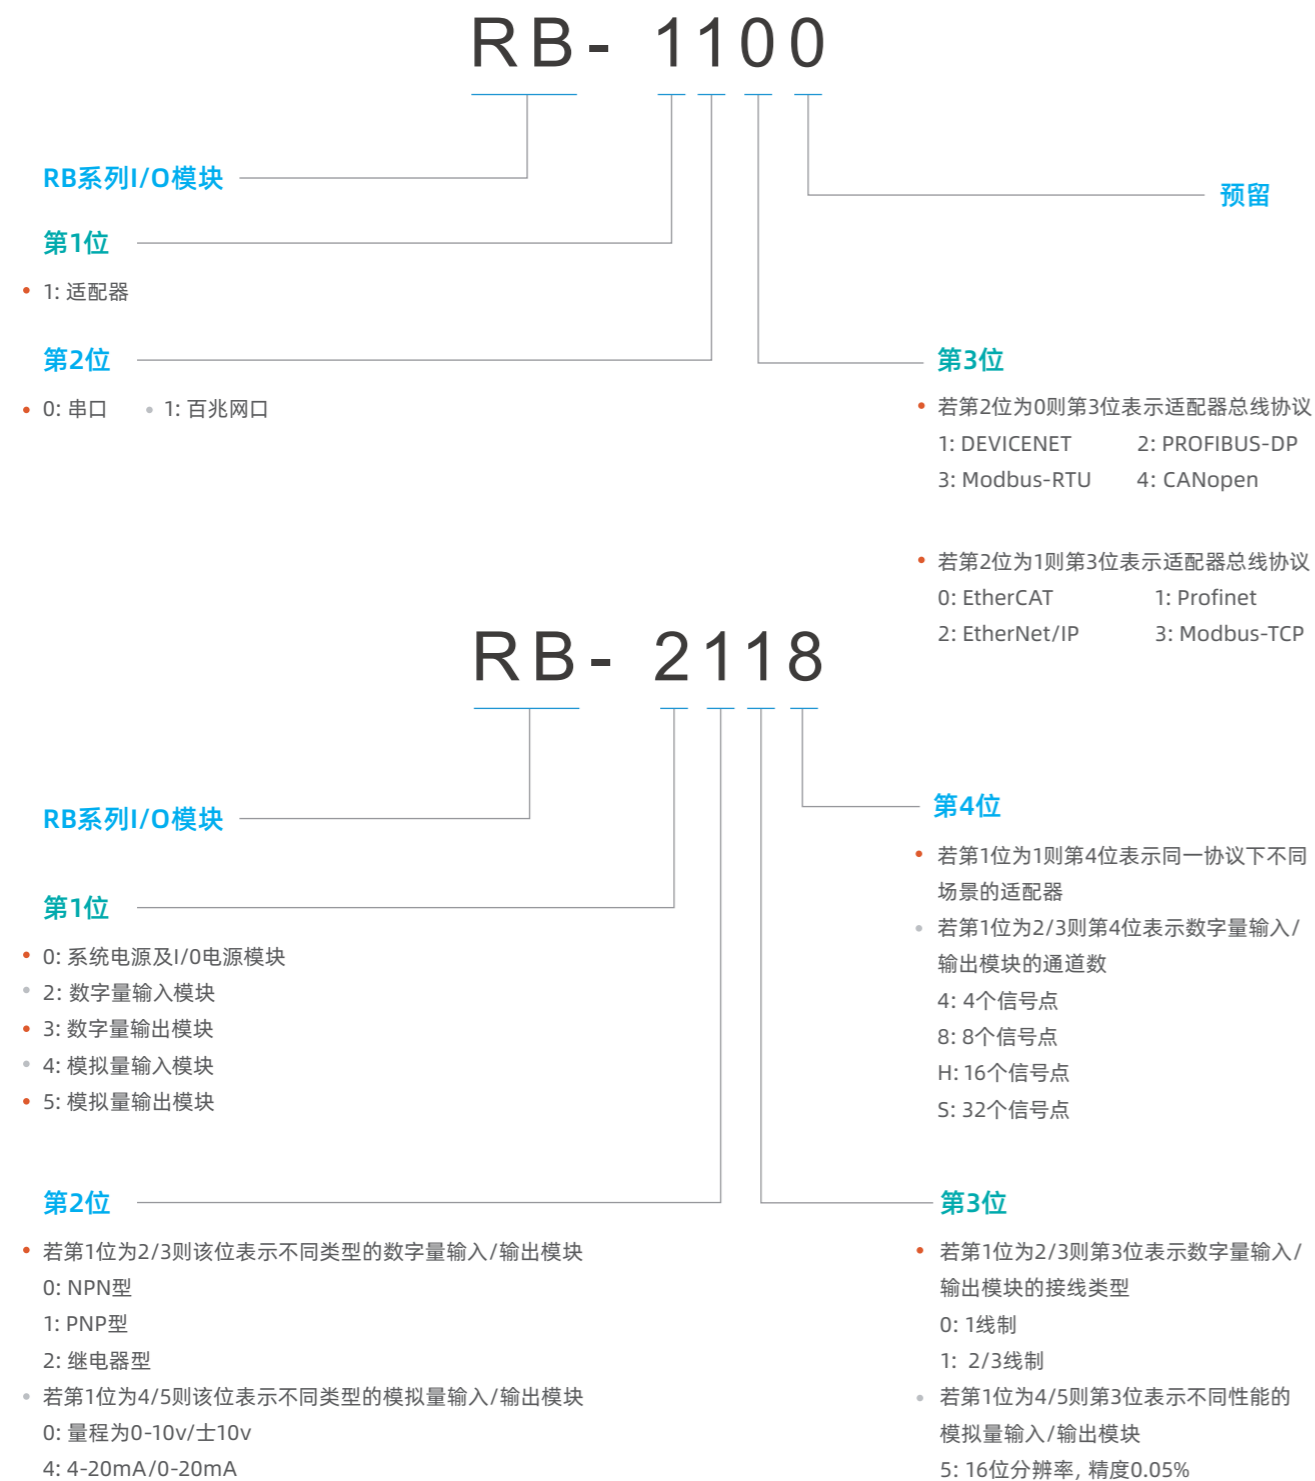 RB- 1100
RB系列I/O模块
预留
第1位
1: 适配器
第2位
0: 串口 1: 百兆网口
第3位
若第2位为0则第3位表示适配器总线协议
1: DEVICENET 2: PROFIBUS-DP
3: Modbus-RTU 4: CANopen
若第2位为1则第3位表示适配器总线协议
0: EtherCAT 1: Profinet
2: EtherNet/IP 3: Modbus-TCP
RB- 2118
RB系列I/O模块
第1位
0: 系统电源及I/0电源模块
2: 数字量输入模块
3: 数字量输出模块
4: 模拟量输入模块
5: 模拟量输出模块
第4位
若第1位为1则第4位表示同一协议下不同
场景的适配器
若第1位为2/3则第4位表示数字量输入/
输出模块的通道数
4: 4个信号点
8: 8个信号点
H: 16个信号点
S: 32个信号点
第2位
若第1位为2/3则该位表示不同类型的数字量输入/输出模块
0: NPN型
1: PNP型
2: 继电器型
若第1位为4/5则该位表示不同类型的模拟量输入/输出模块
0: 量程为0-10v/士10v
4: 4-20mA/0-20mA
第3位
若第1位为2/3则第3位表示数字量输入/
输出模块的接线类型
0: 1线制
1: 2/3线制
若第1位为4/5则第3位表示不同性能的
模拟量输入/输出模块
5: 16位分辨率, 精度0.05%